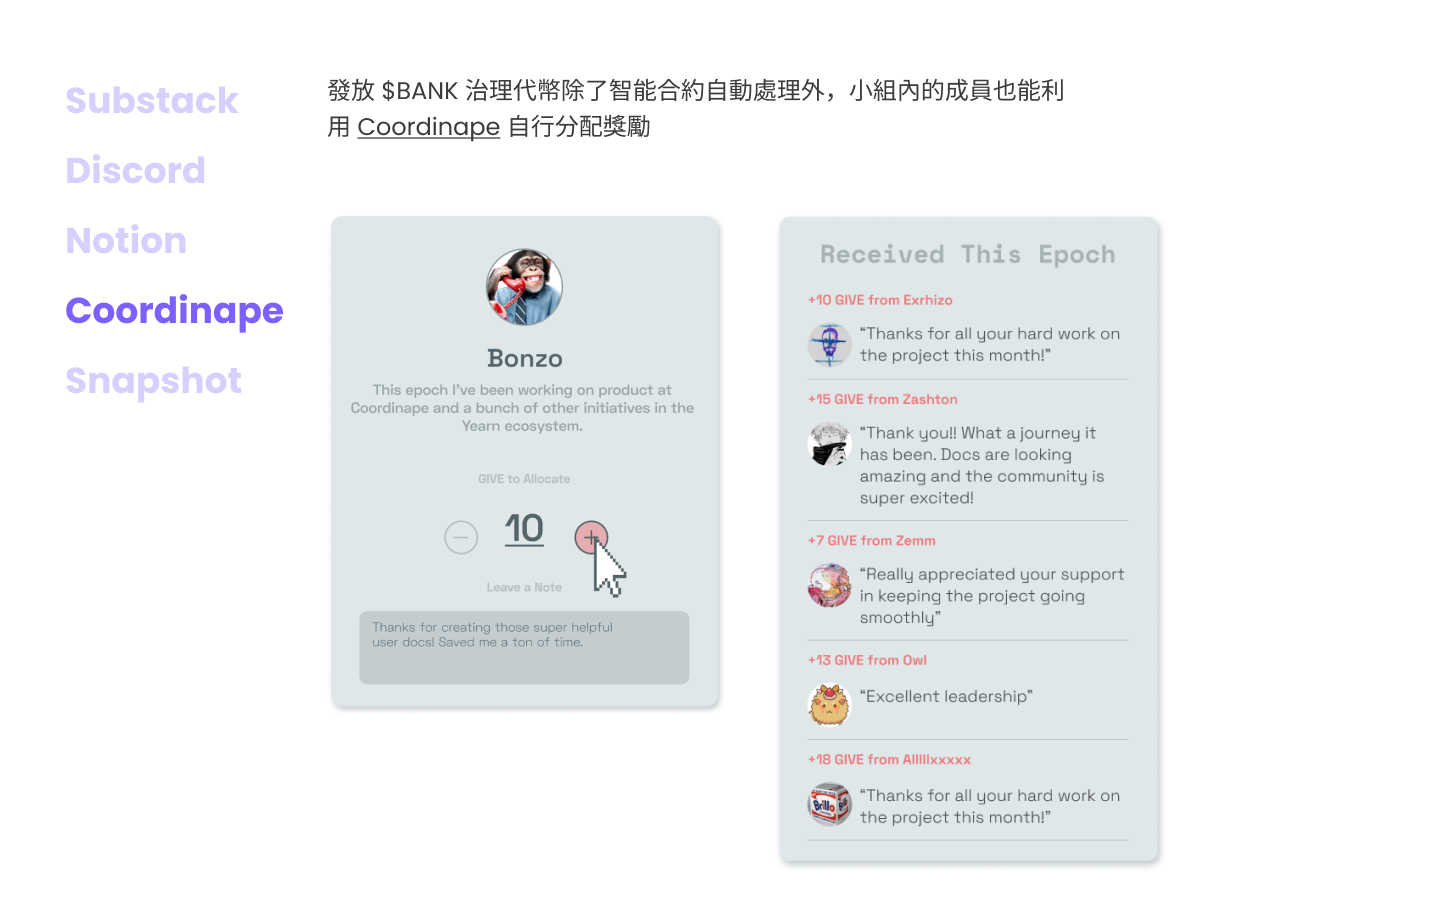 Substack
Discord
Notion
Coordinape
Snapshot
發放 $BANK 治理代幣除了智能合約自動處理外，小組內的成員也能利
用 Coordinape 自行分配獎勵
Bonzo
This epoch I've been working on product at
Coordinape and a bunch of other initiatives in the
Yearn ecosystem.
GIVE to Allocate
10
Leave a Note
Thanks for creating those super helpful
user docs! Saved me a ton of time.
Received This Epoch
+10 GIVE from Exrhizo
“Thanks for all your hard work on
the project this month!”
+15 GIVE from Zashton
“Thank you!! What a journey it
has been. Docs are looking
amazing and the community is
super excited!
+7 GIVE from Zemm
“Really appreciated your support
in keeping the project going
smoothly”
+13 GIVE from Owl
“Excellent leadership”
+18 GIVE from Alllllxxxxx
Brillo
“Thanks for all your hard work on
the project this month!”